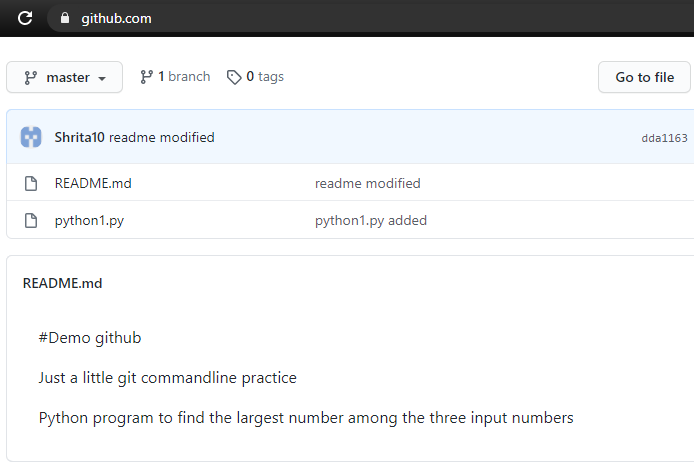 github.com
master 1 branch 0 tags Go to file
Shrita10 readme modified dda1163
README.md readme modified
python1.py python1.py added
README.md
#Demo github
Just a little git commandline practice
Python program to find the largest number among the three input numbers